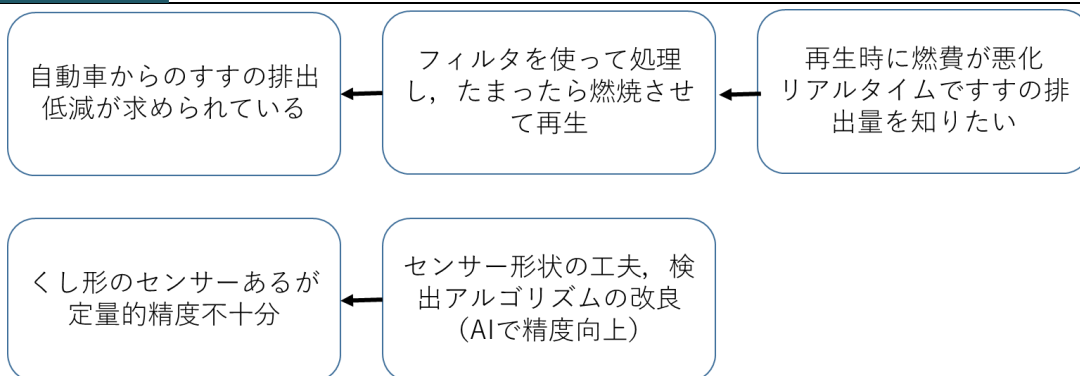 自動車からのすすの排出
低減が求められている
フィルタを使って処理
し，たまったら燃焼させ
て再生
再生時に燃費が悪化
リアルタイムですすの排
出量を知りたい
くし形のセンサーあるが
定量的精度不十分
センサー形状の工夫，検
出アルゴリズムの改良
（AIで精度向上）